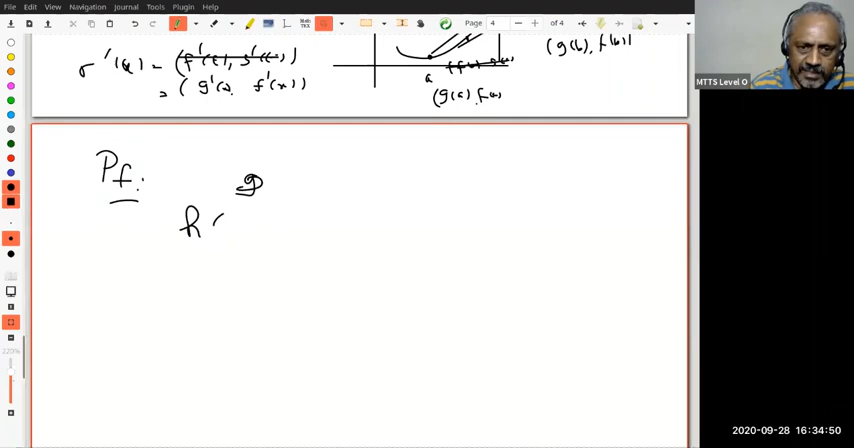 File Edit View Navigation Journal Tools Plugin Help
Page 4 of 4
MTTS Level O
(g(b), f(b))
σ'(x) = (f'(x), g'(x))
= (g'(x), f'(x))
a
(g(a), f(a)
Pf:
g
h (
220%
2020-09-28 16:34:50